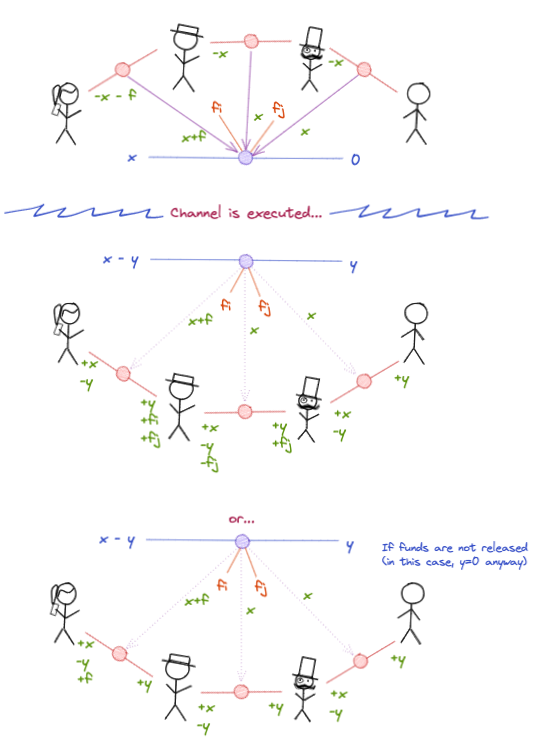 -x
-x
-x - f
fi
fj
x+f
x
x
x
0
Channel is executed...
x - y
y
fi
fj
x+f
x
x
+x
-y
+y
+y
+fi
+fj
+x
-y
-fj
+y
+fj
+x
-y
or...
x - y
y
If funds are not released
(in this case, y=0 anyway)
fi
fj
x+f
x
x
+x
-y
+f
+y
+y
+x
-y
+y
+x
-y